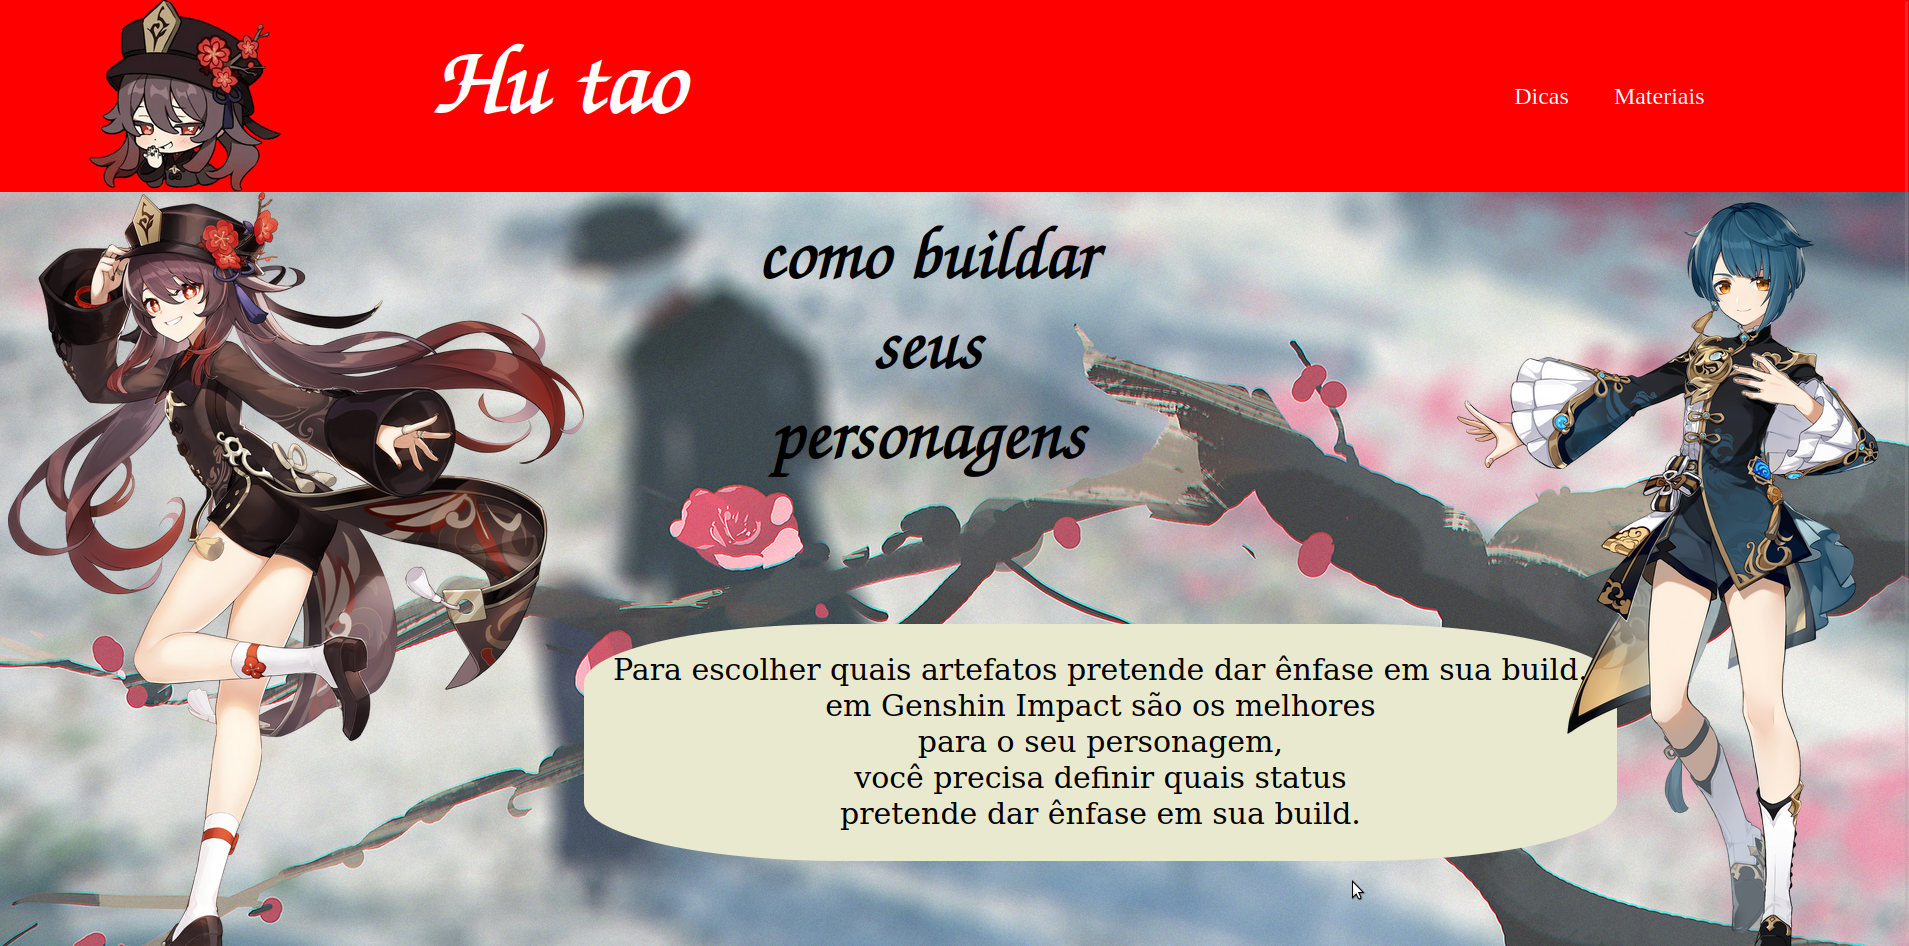 Hu tao
Dicas
Materiais
como buildar
seus
personagens
Para escolher quais artefatos pretende dar ênfase em sua build.
em Genshin Impact são os melhores
para o seu personagem,
você precisa definir quais status
pretende dar ênfase em sua build.